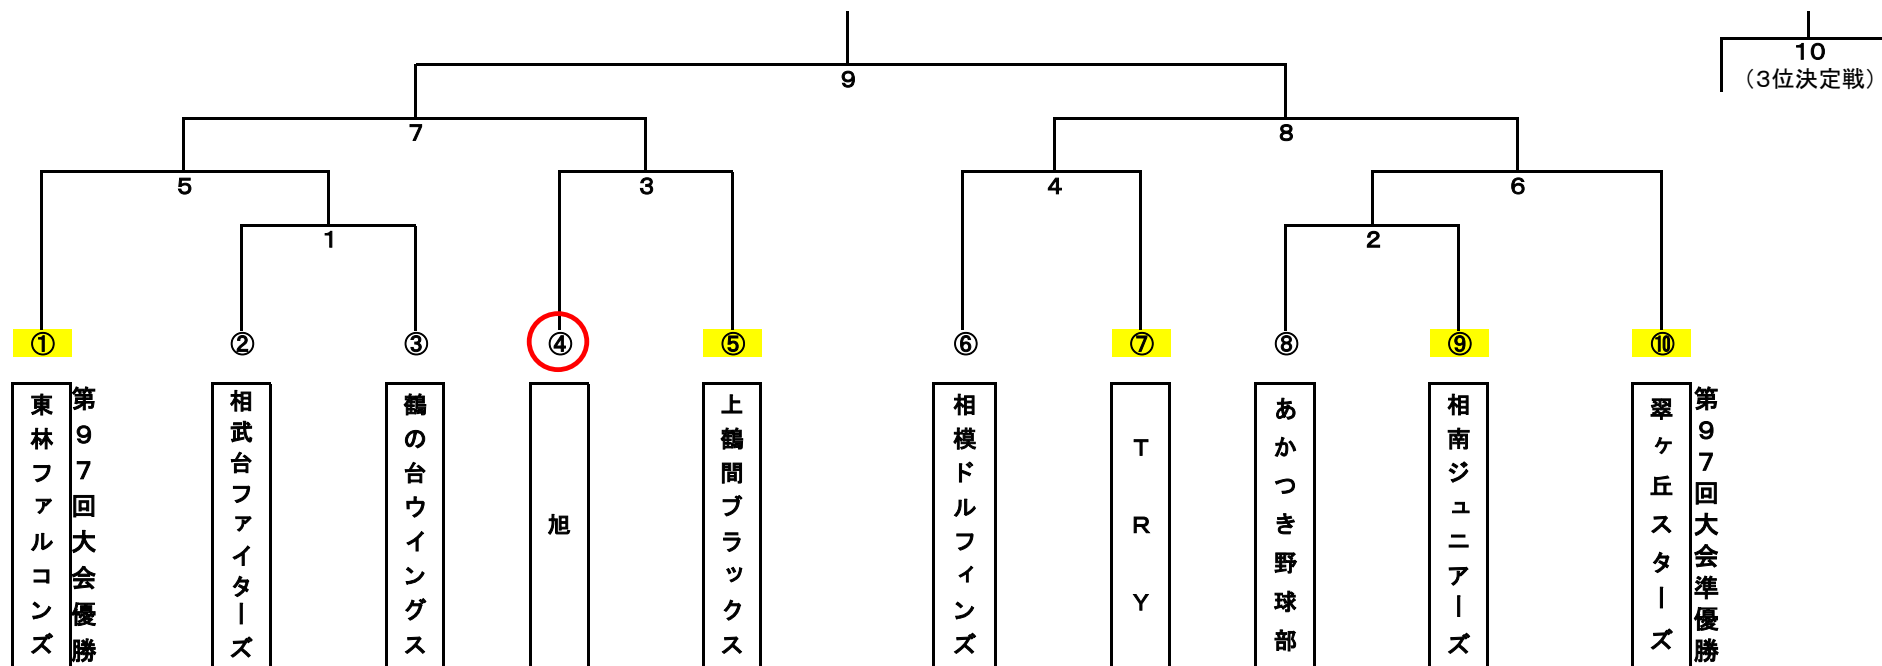 10
(3位決定戦)
9
7
8
5
3
4
6
1
2
①
②
③
④
⑤
⑥
⑦
⑧
⑨
⑩
東林ファルコンズ
第97回大会優勝
相武台ファイターズ
鶴の台ウイングス
旭
上鶴間ブラックス
相模ドルフィンズ
TRY
あかつき野球部
相南ジュニアーズ
翠ヶ丘スターズ
第97回大会準優勝